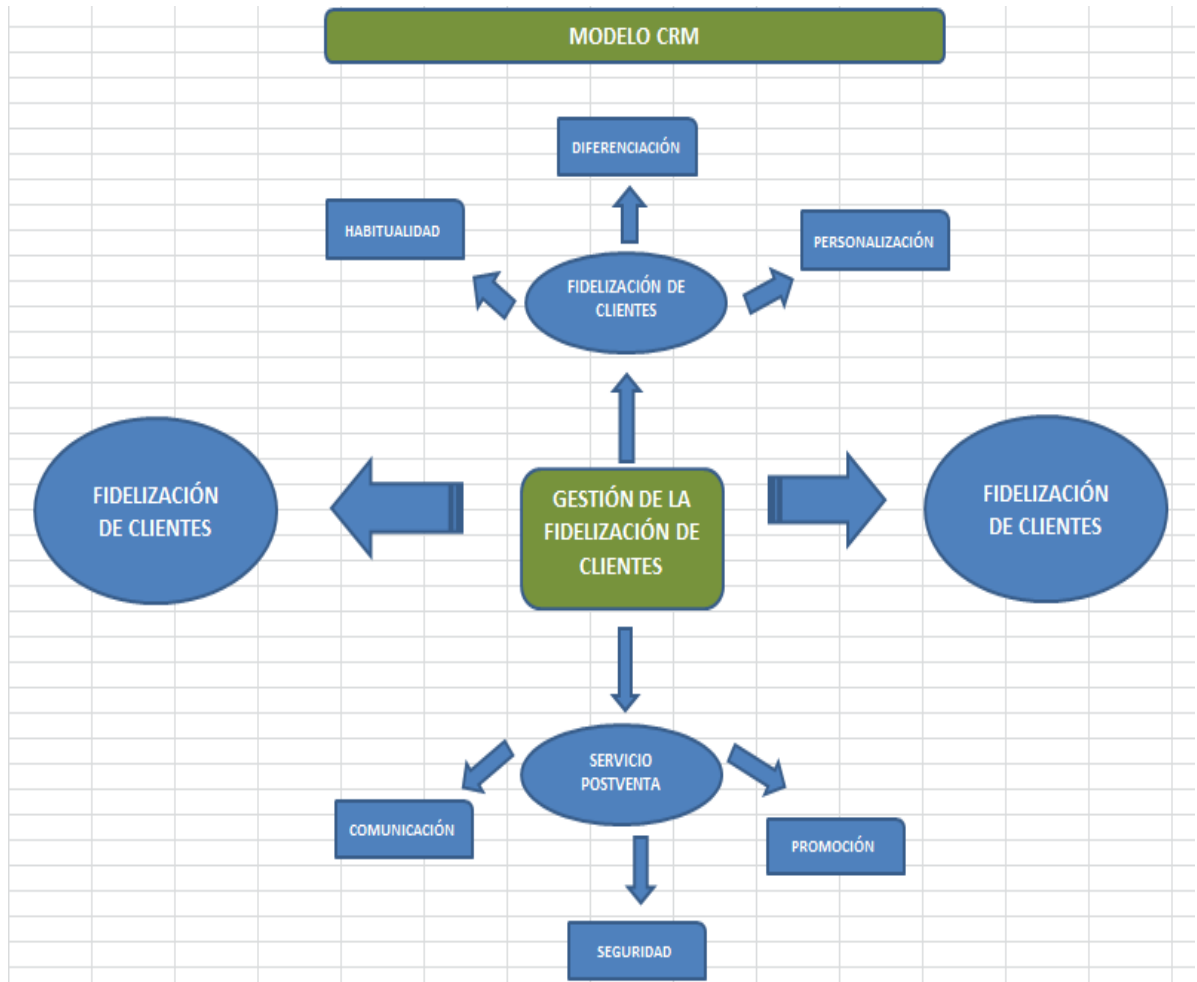 MODELO CRM
DIFERENCIACIÓN
HABITUALIDAD
PERSONALIZACIÓN
FIDELIZACIÓN DE
CLIENTES
FIDELIZACIÓN
DE CLIENTES
GESTIÓN DE LA
FIDELIZACIÓN DE
CLIENTES
FIDELIZACIÓN
DE CLIENTES
SERVICIO
POSTVENTA
COMUNICACIÓN
PROMOCIÓN
SEGURIDAD